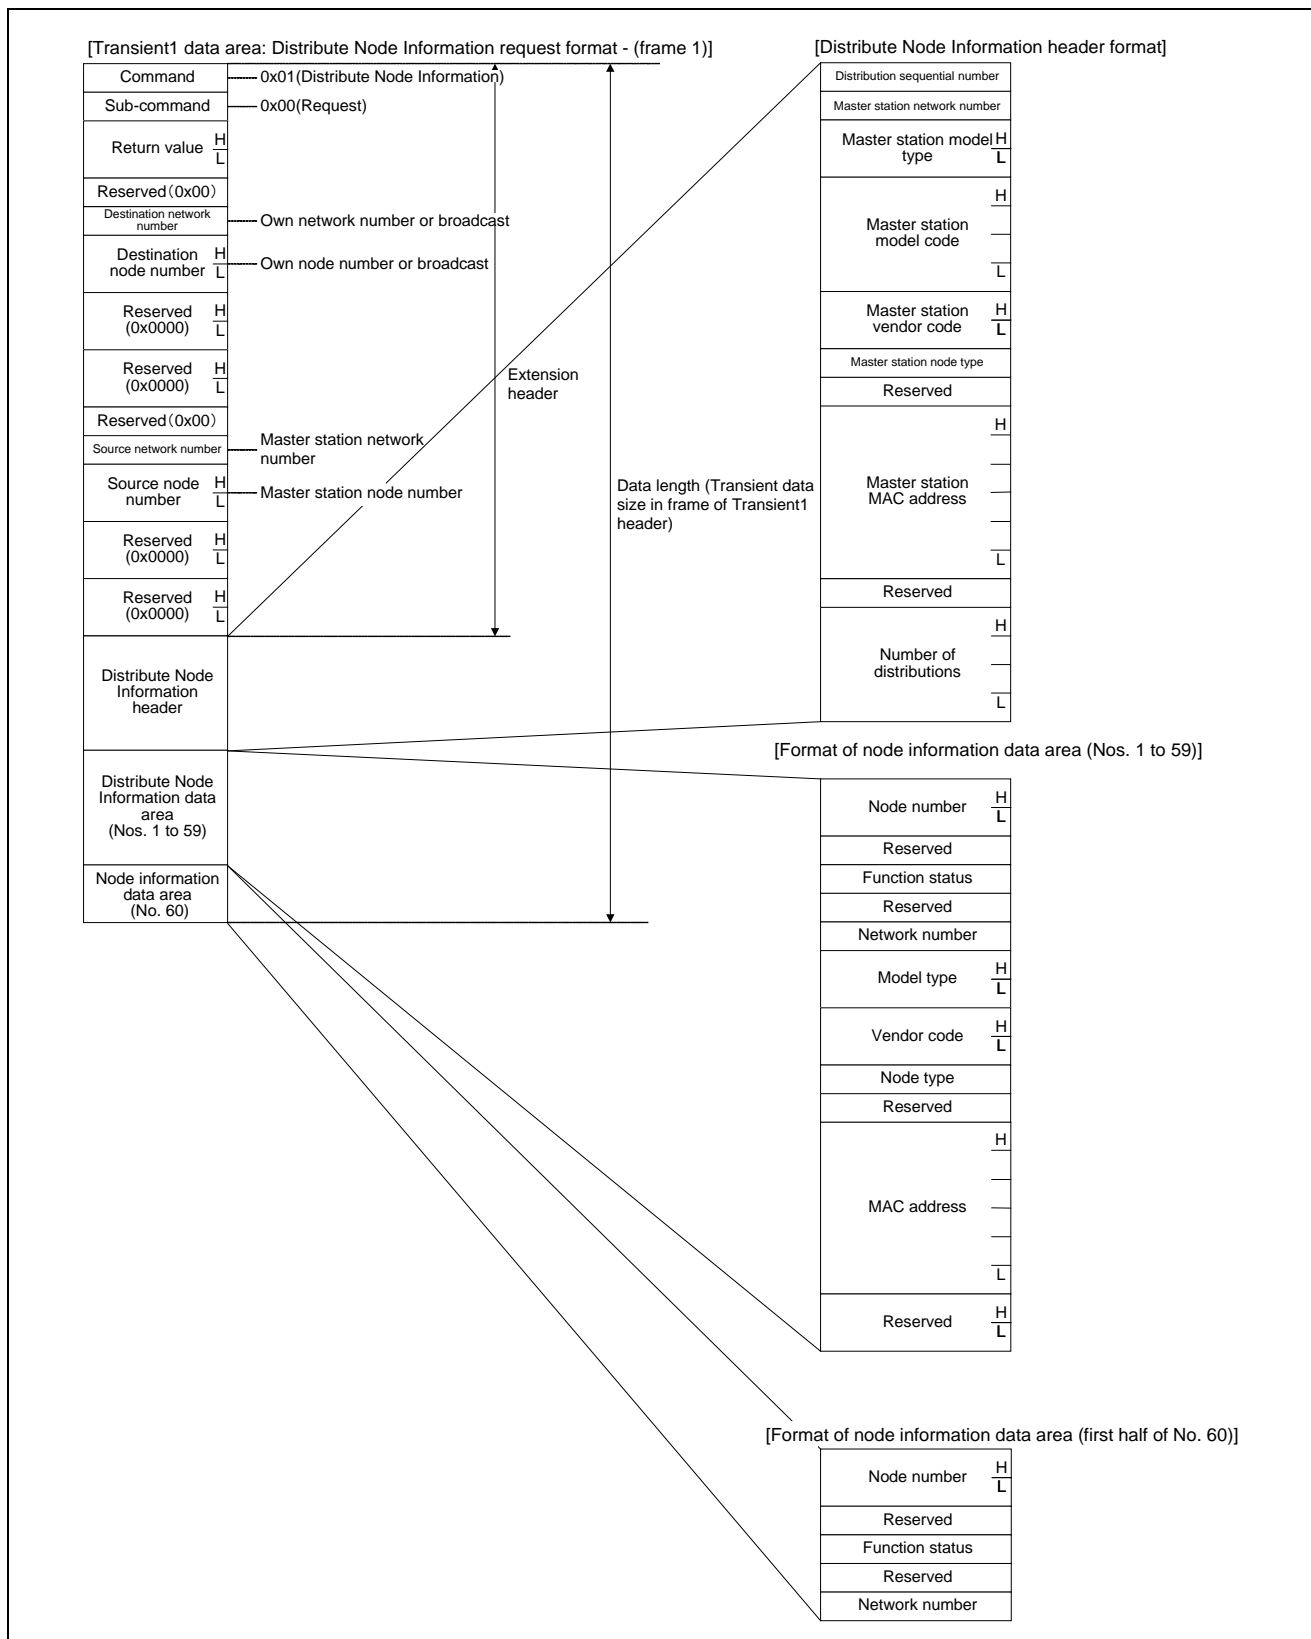 [Transient1 data area: Distribute Node Information request format - (frame 1)]
Command
0x01(Distribute Node Information)
Sub-command
0x00(Request)
Return value
H
L
Reserved(0x00)
Destination network
number
Own network number or broadcast
Destination
node number
H
L
Own node number or broadcast
Reserved
(0x0000)
H
L
Reserved
(0x0000)
H
L
Reserved(0x00)
Source network number
Master station network
number
Source node
number
H
L
Master station node number
Reserved
(0x0000)
H
L
Reserved
(0x0000)
H
L
Distribute Node
Information
header
Distribute Node
Information data
area
(Nos. 1 to 59)
Node information
data area
(No. 60)
Extension
header
Data length (Transient data
size in frame of Transient1
header)
[Distribute Node Information header format]
Distribution sequential number
Master station network number
Master station model
type
H
L
Master station
model code
H
L
Master station
vendor code
H
L
Master station node type
Reserved
Master station
MAC address
H
L
Reserved
Number of
distributions
H
L
[Format of node information data area (Nos. 1 to 59)]
Node number
H
L
Reserved
Function status
Reserved
Network number
Model type
H
L
Vendor code
H
L
Node type
Reserved
MAC address
H
L
Reserved
H
L
[Format of node information data area (first half of No. 60)]
Node number
H
L
Reserved
Function status
Reserved
Network number